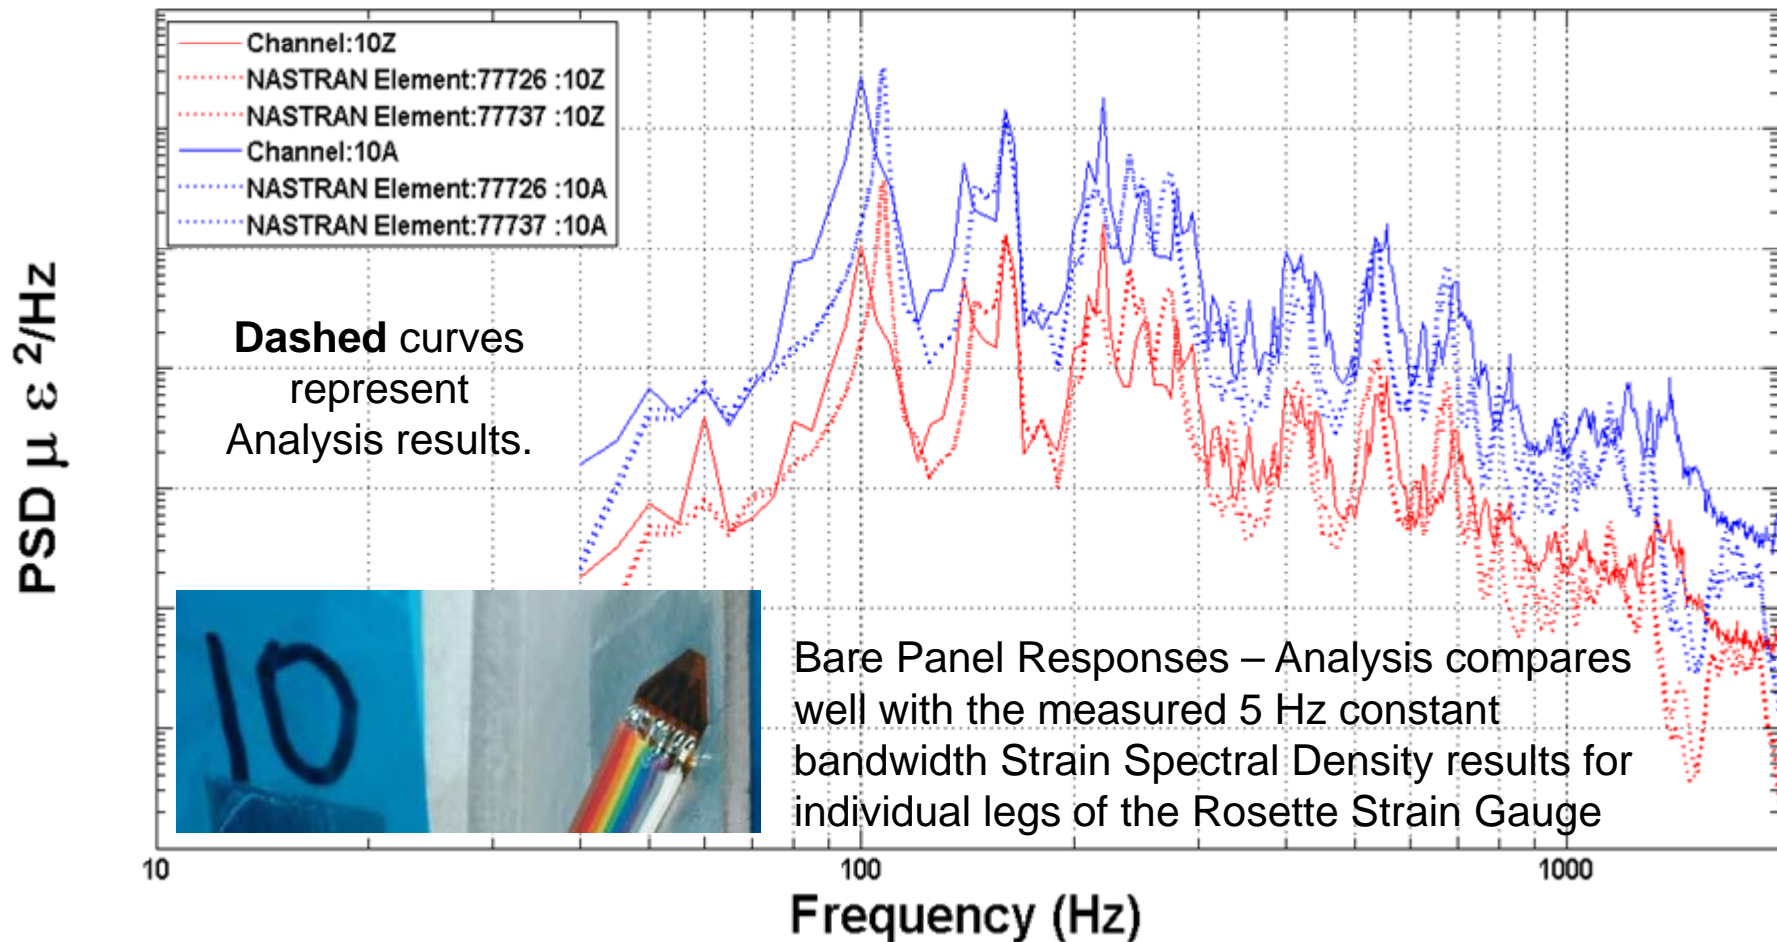 Channel:10Z
NASTRAN Element:77726 :10Z
NASTRAN Element:77737 :10Z
Channel:10A
NASTRAN Element:77726 :10A
NASTRAN Element:77737 :10A
PSD μ ε ²/Hz
Dashed curves
represent
Analysis results.
10
Bare Panel Responses – Analysis compares
well with the measured 5 Hz constant
bandwidth Strain Spectral Density results for
individual legs of the Rosette Strain Gauge
10 100 1000
Frequency (Hz)